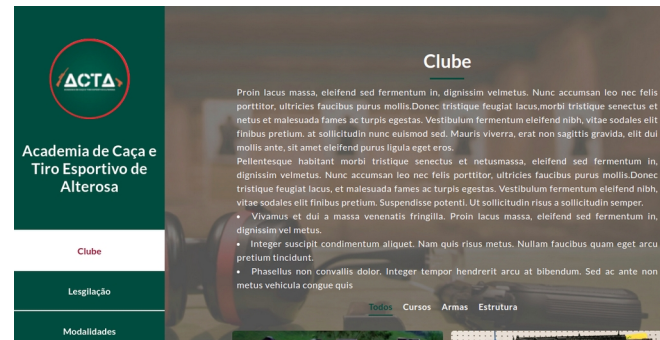 ACTA
Academia de Caça e
Tiro Esportivo de
Alterosa
Clube
Lesgilação
Modalidades
Clube
Proin lacus massa, eleifend sed fermentum in, dignissim velmetus. Nunc accumsan leo nec felis
porttitor, ultricies faucibus purus mollis.Donec tristique feugiat lacus,morbi tristique senectus et
netus et malesuada fames ac turpis egestas. Vestibulum fermentum eleifend nibh, vitae sodales elit
finibus pretium. at sollicitudin nunc euismod sed. Mauris viverra, erat non sagittis gravida, elit dui
mollis ante, sit amet eleifend purus ligula eget eros.
Pellentesque habitant morbi tristique senectus et netusmassa, eleifend sed fermentum in,
dignissim velmetus. Nunc accumsan leo nec felis porttitor, ultricies faucibus purus mollis.Donec
tristique feugiat lacus, et malesuada fames ac turpis egestas. Vestibulum fermentum eleifend nibh,
vitae sodales elit finibus pretium. Suspendisse potenti. Ut sollicitudin risus a sollicitudin semper.
• Vivamus et dui a massa venenatis fringilla. Proin lacus massa, eleifend sed fermentum in,
dignissim vel metus.
• Integer suscipit condimentum aliquet. Nam quis risus metus. Nullam faucibus quam eget arcu
pretium tincidunt.
• Phasellus non convallis dolor. Integer tempor hendrerit arcu at bibendum. Sed ac ante non
metus vehicula congue quis
Todos Cursos Armas Estrutura